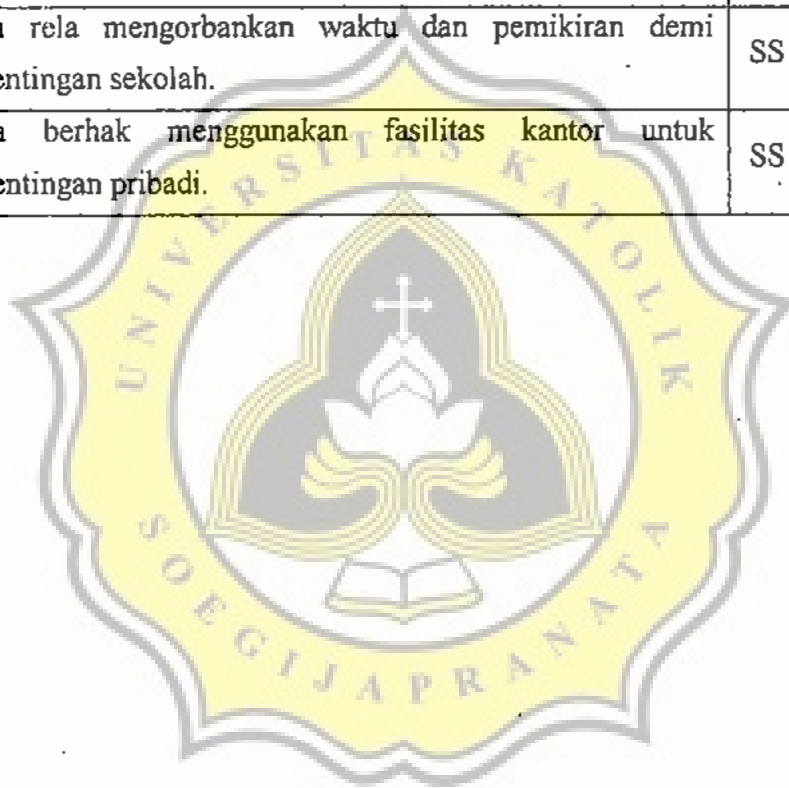 rela mengorbankan waktu dan pemikiran demi
SS
entingan sekolah.
berhak menggunakan fasilitas kantor untuk
SS
entingan pribadi.
UNIVERSITAS KATOLIK
SOEGIJAPRANATA